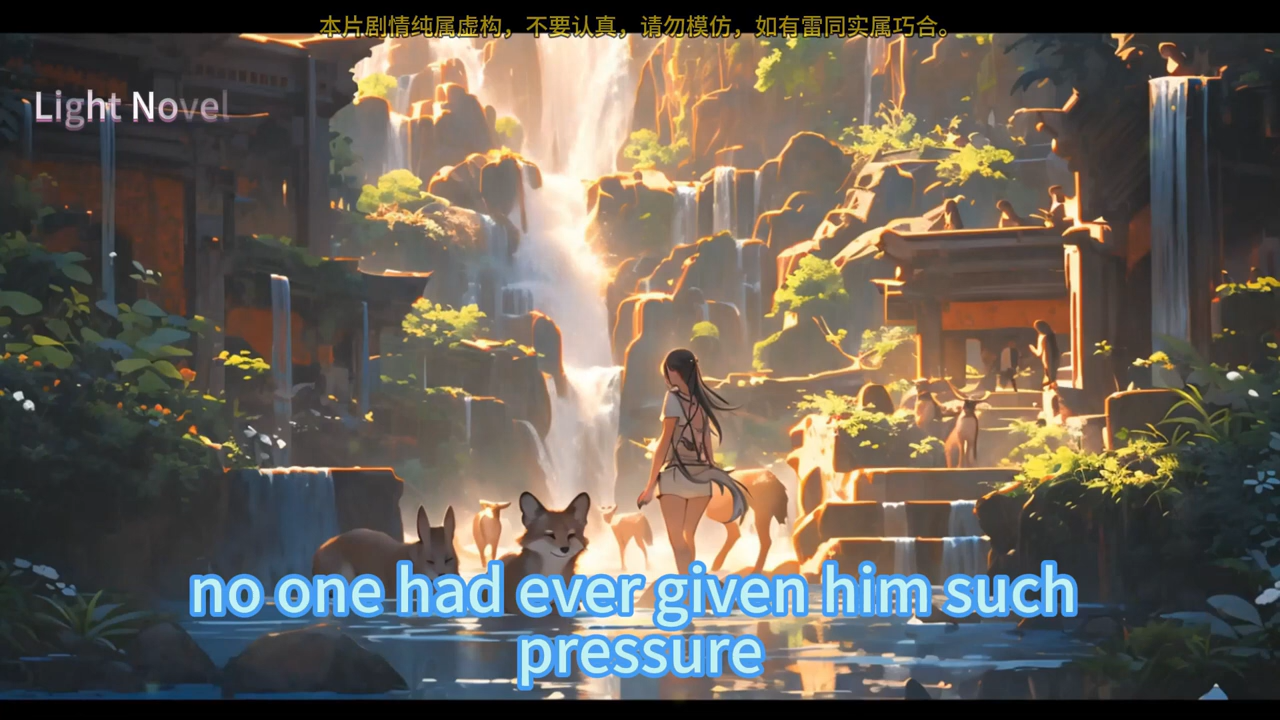 本片剧情纯属虚构，不要认真，请勿模仿，如有雷同实属巧合。
Light Novel
no one had ever given him such
pressure